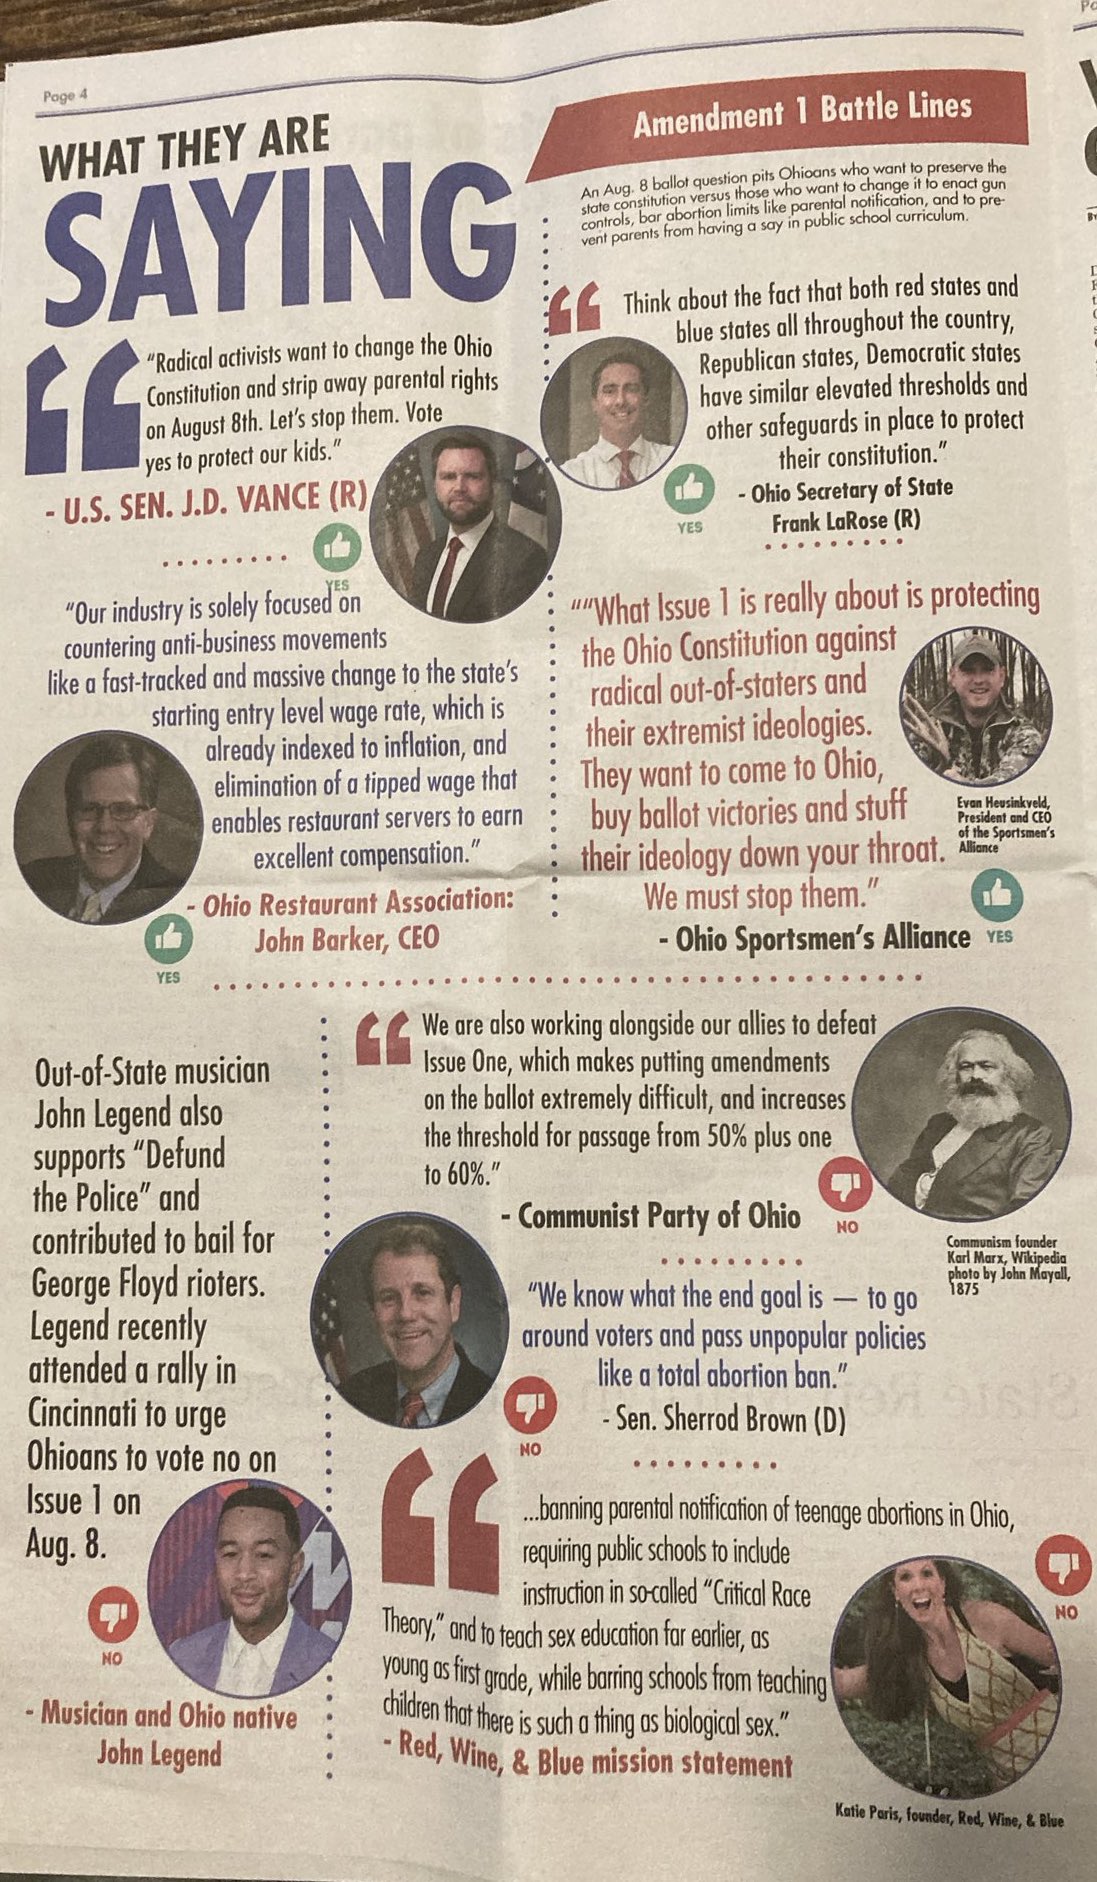 Page 4
WHAT THEY ARE
SAYING
"Radical activists want to change the Ohio
Constitution and strip away parental rights
on August 8th. Let's stop them. Vote
yes to protect our kids."
- U.S. SEN. J.D. VANCE (R)
YES
"Our industry is solely focused on
countering anti-business movements
like a fast-tracked and massive change to the state's
starting entry level wage rate, which is
already indexed to inflation, and
elimination of a tipped wage that
enables restaurant servers to earn
excellent compensation."
- Ohio Restaurant Association:
John Barker, CEO
YES
Amendment 1 Battle Lines
An Aug. 8 ballot question pits Ohioans who want to preserve the
state constitution versus those who want to change it to enact gun
controls, bar abortion limits like parental notification, and to pre-
vent parents from having a say in public school curriculum.
“ Think about the fact that both red states and
blue states all throughout the country,
Republican states, Democratic states
have similar elevated thresholds and
other safeguards in place to protect
their constitution."
- Ohio Secretary of State
Frank LaRose (R)
YES
""What Issue 1 is really about is protecting
the Ohio Constitution against
radical out-of-staters and
their extremist ideologies.
They want to come to Ohio,
buy ballot victories and stuff
their ideology down your throat.
We must stop them."
- Ohio Sportsmen's Alliance
YES
Evan Heusinkveld,
President and CEO
of the Sportsmen's
Alliance
Out-of-State musician
John Legend also
supports "Defund
the Police" and
contributed to bail for
George Floyd rioters.
Legend recently
attended a rally in
Cincinnati to urge
Ohioans to vote no on
Issue 1 on
Aug. 8.
NO
- Musician and Ohio native
John Legend
“ We are also working alongside our allies to defeat
Issue One, which makes putting amendments
on the ballot extremely difficult, and increases
the threshold for passage from 50% plus one
to 60%."
- Communist Party of Ohio
NO
Communism founder
Karl Marx, Wikipedia
photo by John Mayall,
1875
"We know what the end goal is — to go
around voters and pass unpopular policies
like a total abortion ban."
- Sen. Sherrod Brown (D)
NO
“ ...banning parental notification of teenage abortions in Ohio,
requiring public schools to include
instruction in so-called "Critical Race
Theory," and to teach sex education far earlier, as
young as first grade, while barring schools from teaching
children that there is such a thing as biological sex."
- Red, Wine, & Blue mission statement
NO
Katie Paris, founder, Red, Wine, & Blue